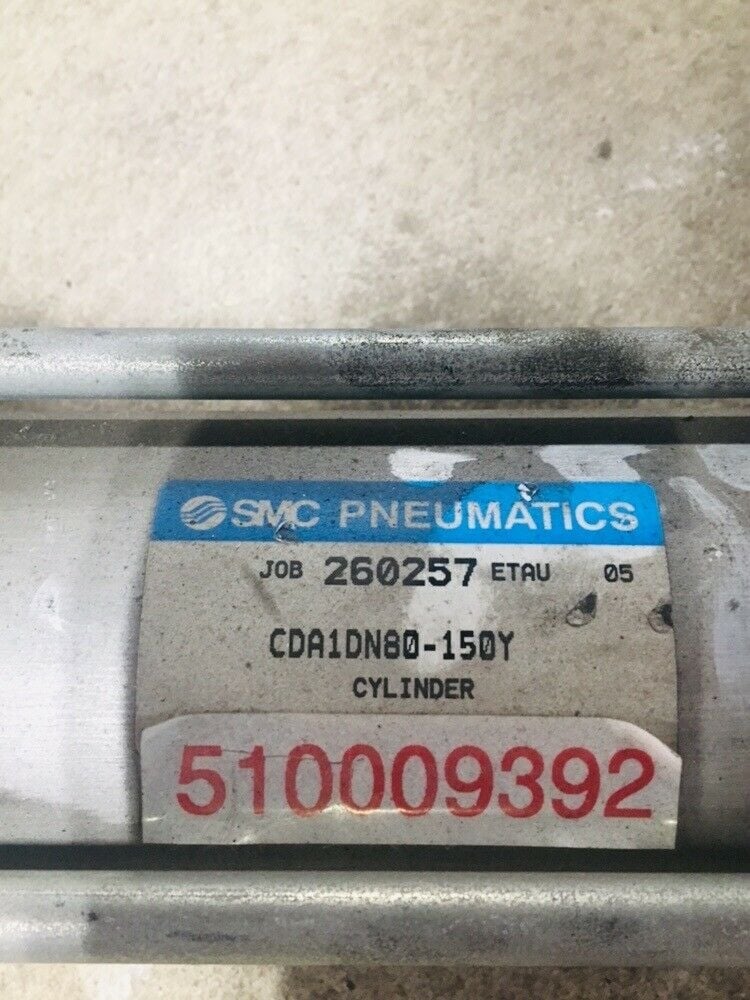 SMC PNEUMATICS
JOB 260257 ETAU 05
CDA1DN80-150Y
CYLINDER
510009392